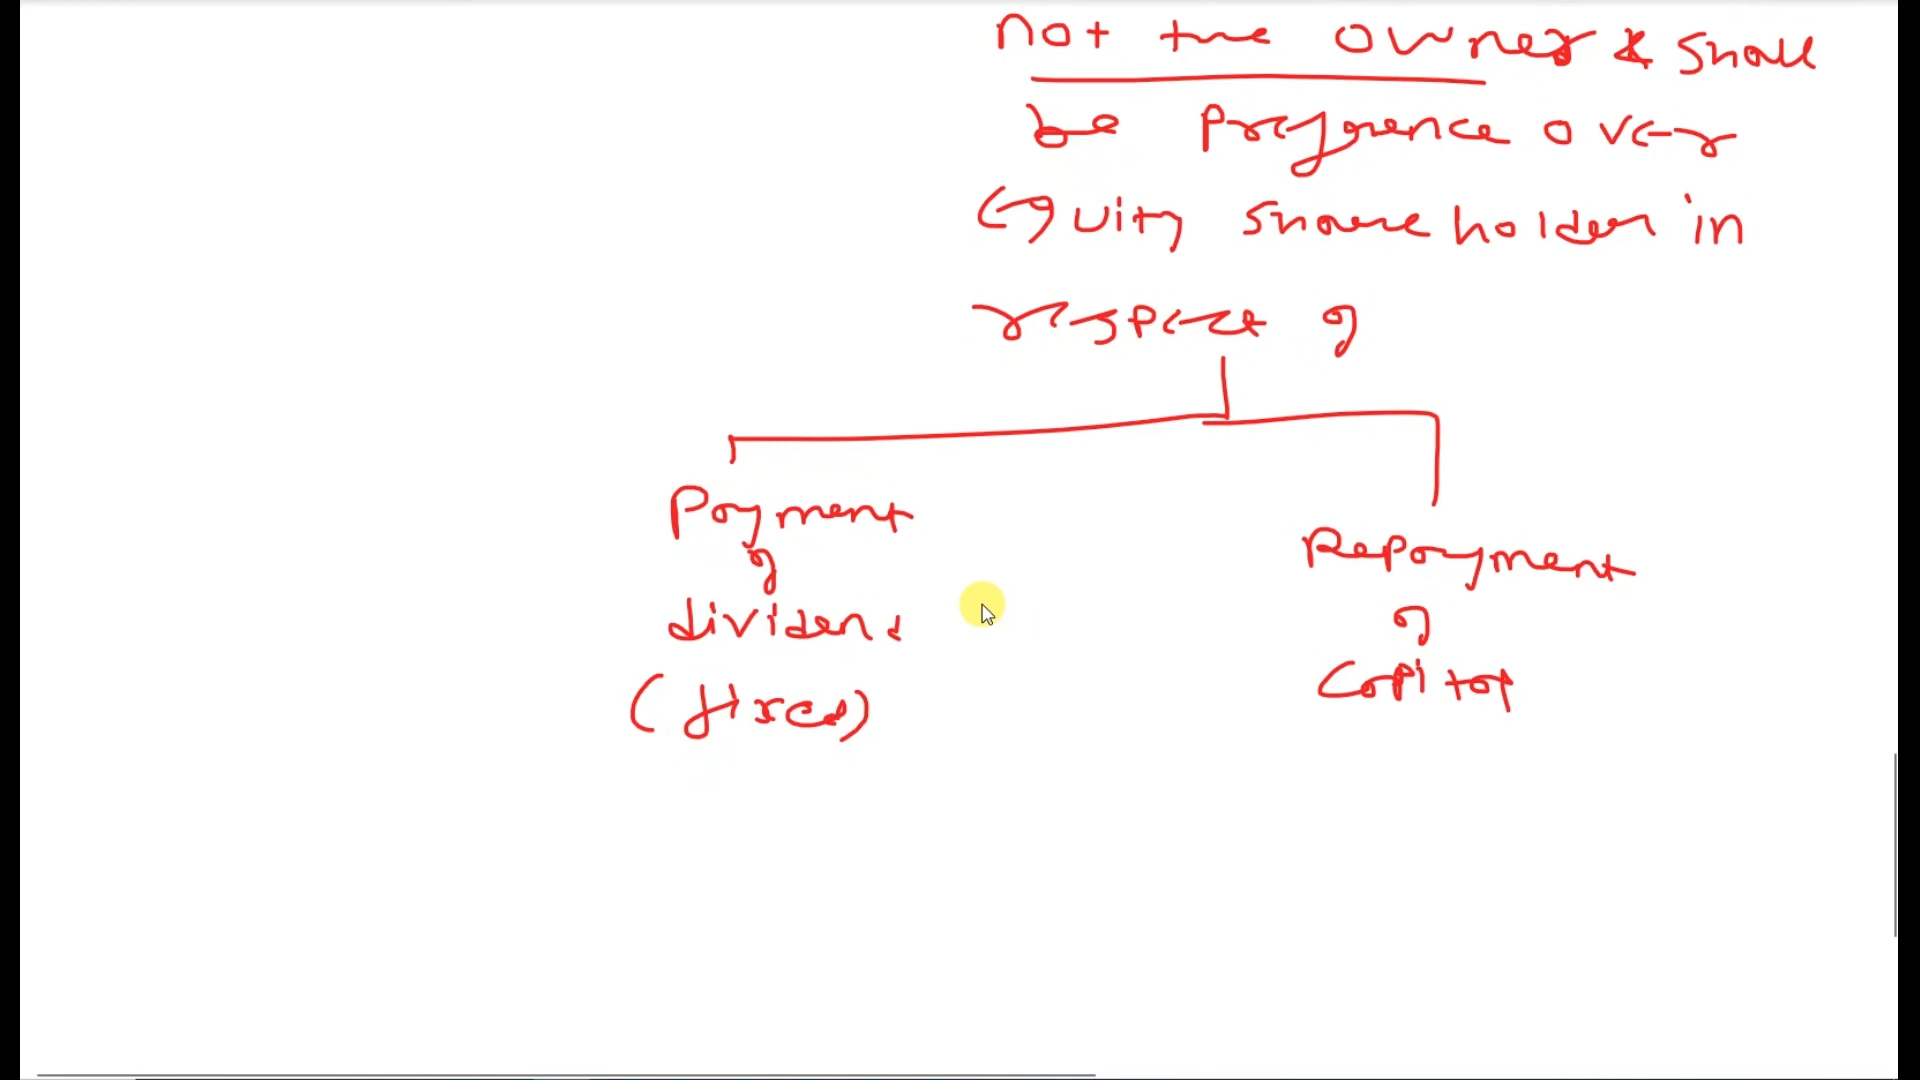 not the owner & shall
be preference over
Equity shareholder in
respect of
Payment
of
dividend
(fixed)
Repayment
of
Capital